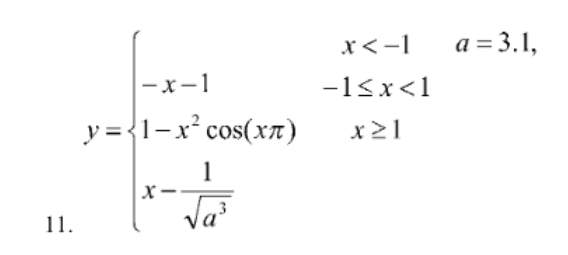 11. y = { -x-1    x < -1    a = 3.1,
1-x² cos(xπ)    -1 ≤ x < 1
x - 1/√a³    x ≥ 1